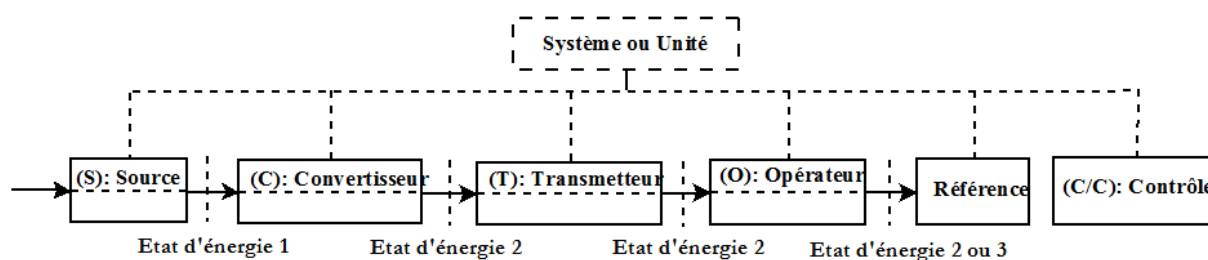 Système ou Unité
(S): Source
(C): Convertisseur
(T): Transmetteur
(O): Opérateur
Référence
(C/C): Contrôle
Etat d'énergie 1
Etat d'énergie 2
Etat d'énergie 2
Etat d'énergie 2 ou 3